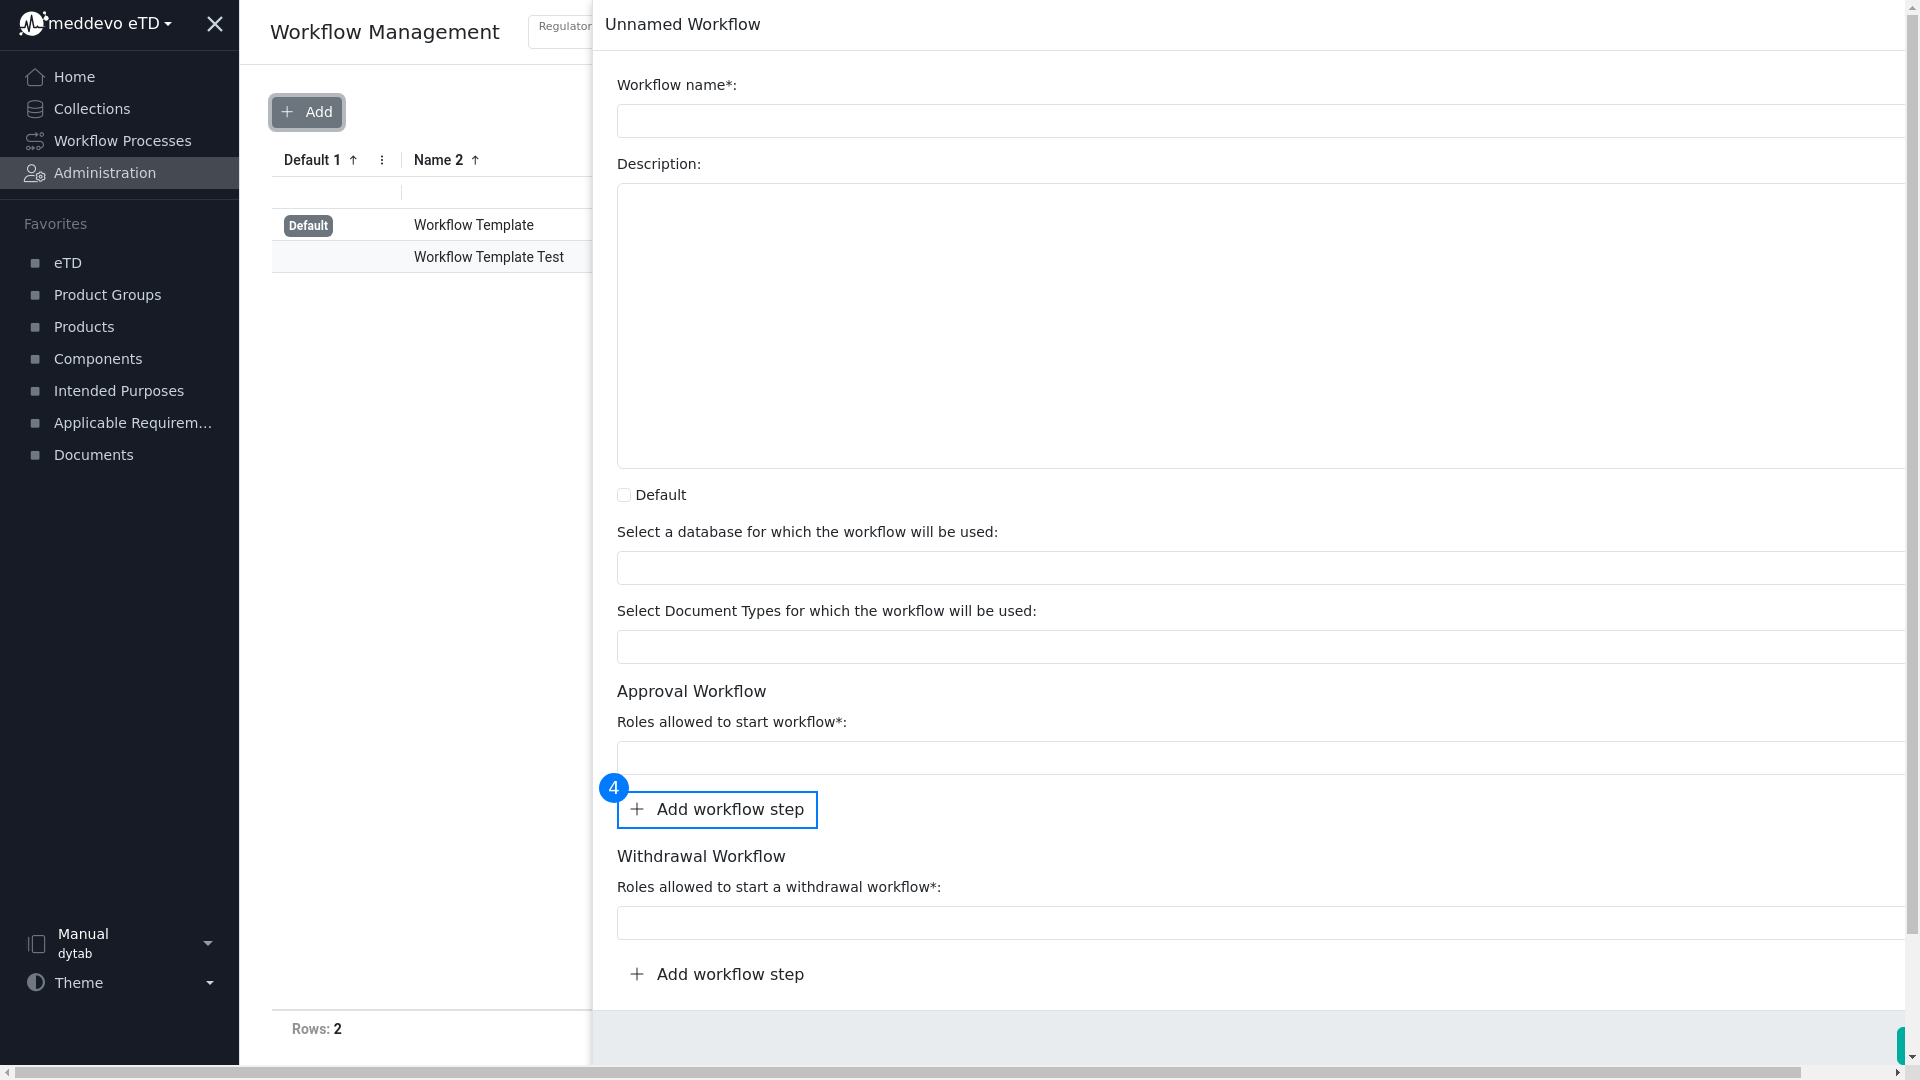 meddevo eTD
Home
Collections
Workflow Processes
Administration
Favorites
eTD
Product Groups
Products
Components
Intended Purposes
Applicable Requirem...
Documents
Manual
dytab
Theme
Workflow Management
Regulator
Add
Default 1
Name 2
Default
Workflow Template
Workflow Template Test
Rows: 2
Unnamed Workflow
Workflow name*:
Description:
Default
Select a database for which the workflow will be used:
Select Document Types for which the workflow will be used:
Approval Workflow
Roles allowed to start workflow*:
4
Add workflow step
Withdrawal Workflow
Roles allowed to start a withdrawal workflow*:
Add workflow step